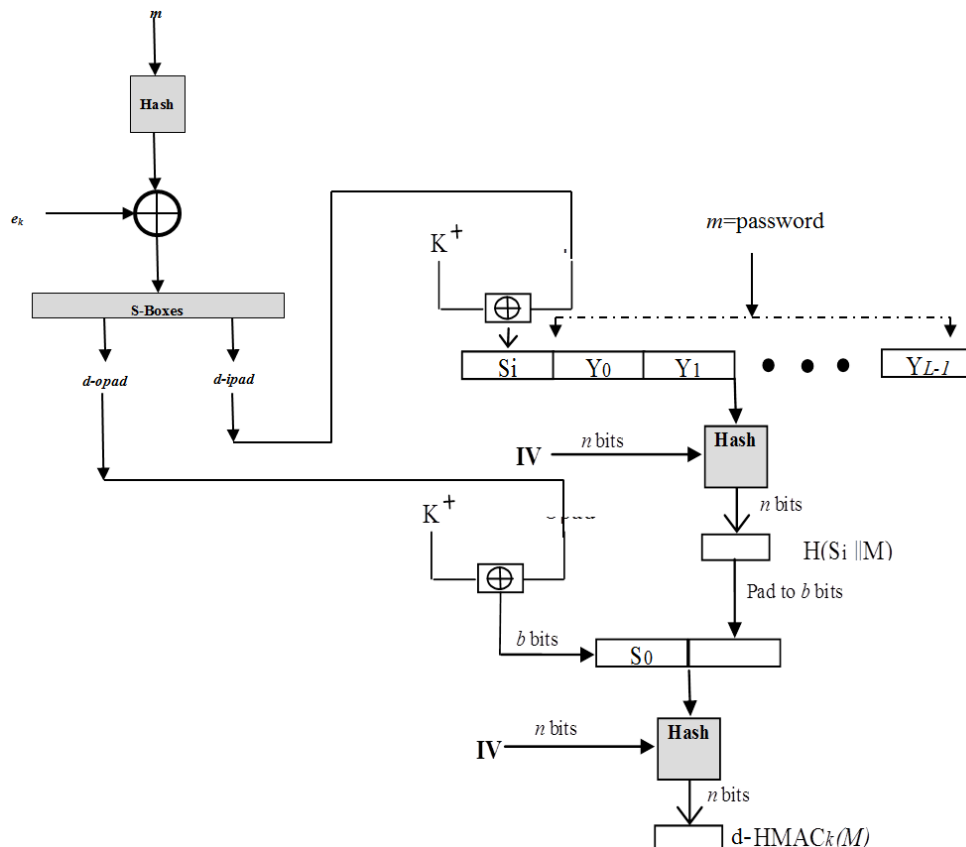 m
Hash
e_k
S-Boxes
d-opad
d-ipad
K+
m=password
Si Y0 Y1 • • • YL-1
IV n bits
Hash
n bits
K+
H(Si ||M)
Pad to b bits
b bits
S0
n bits
IV
Hash
n bits
d-HMACk(M)